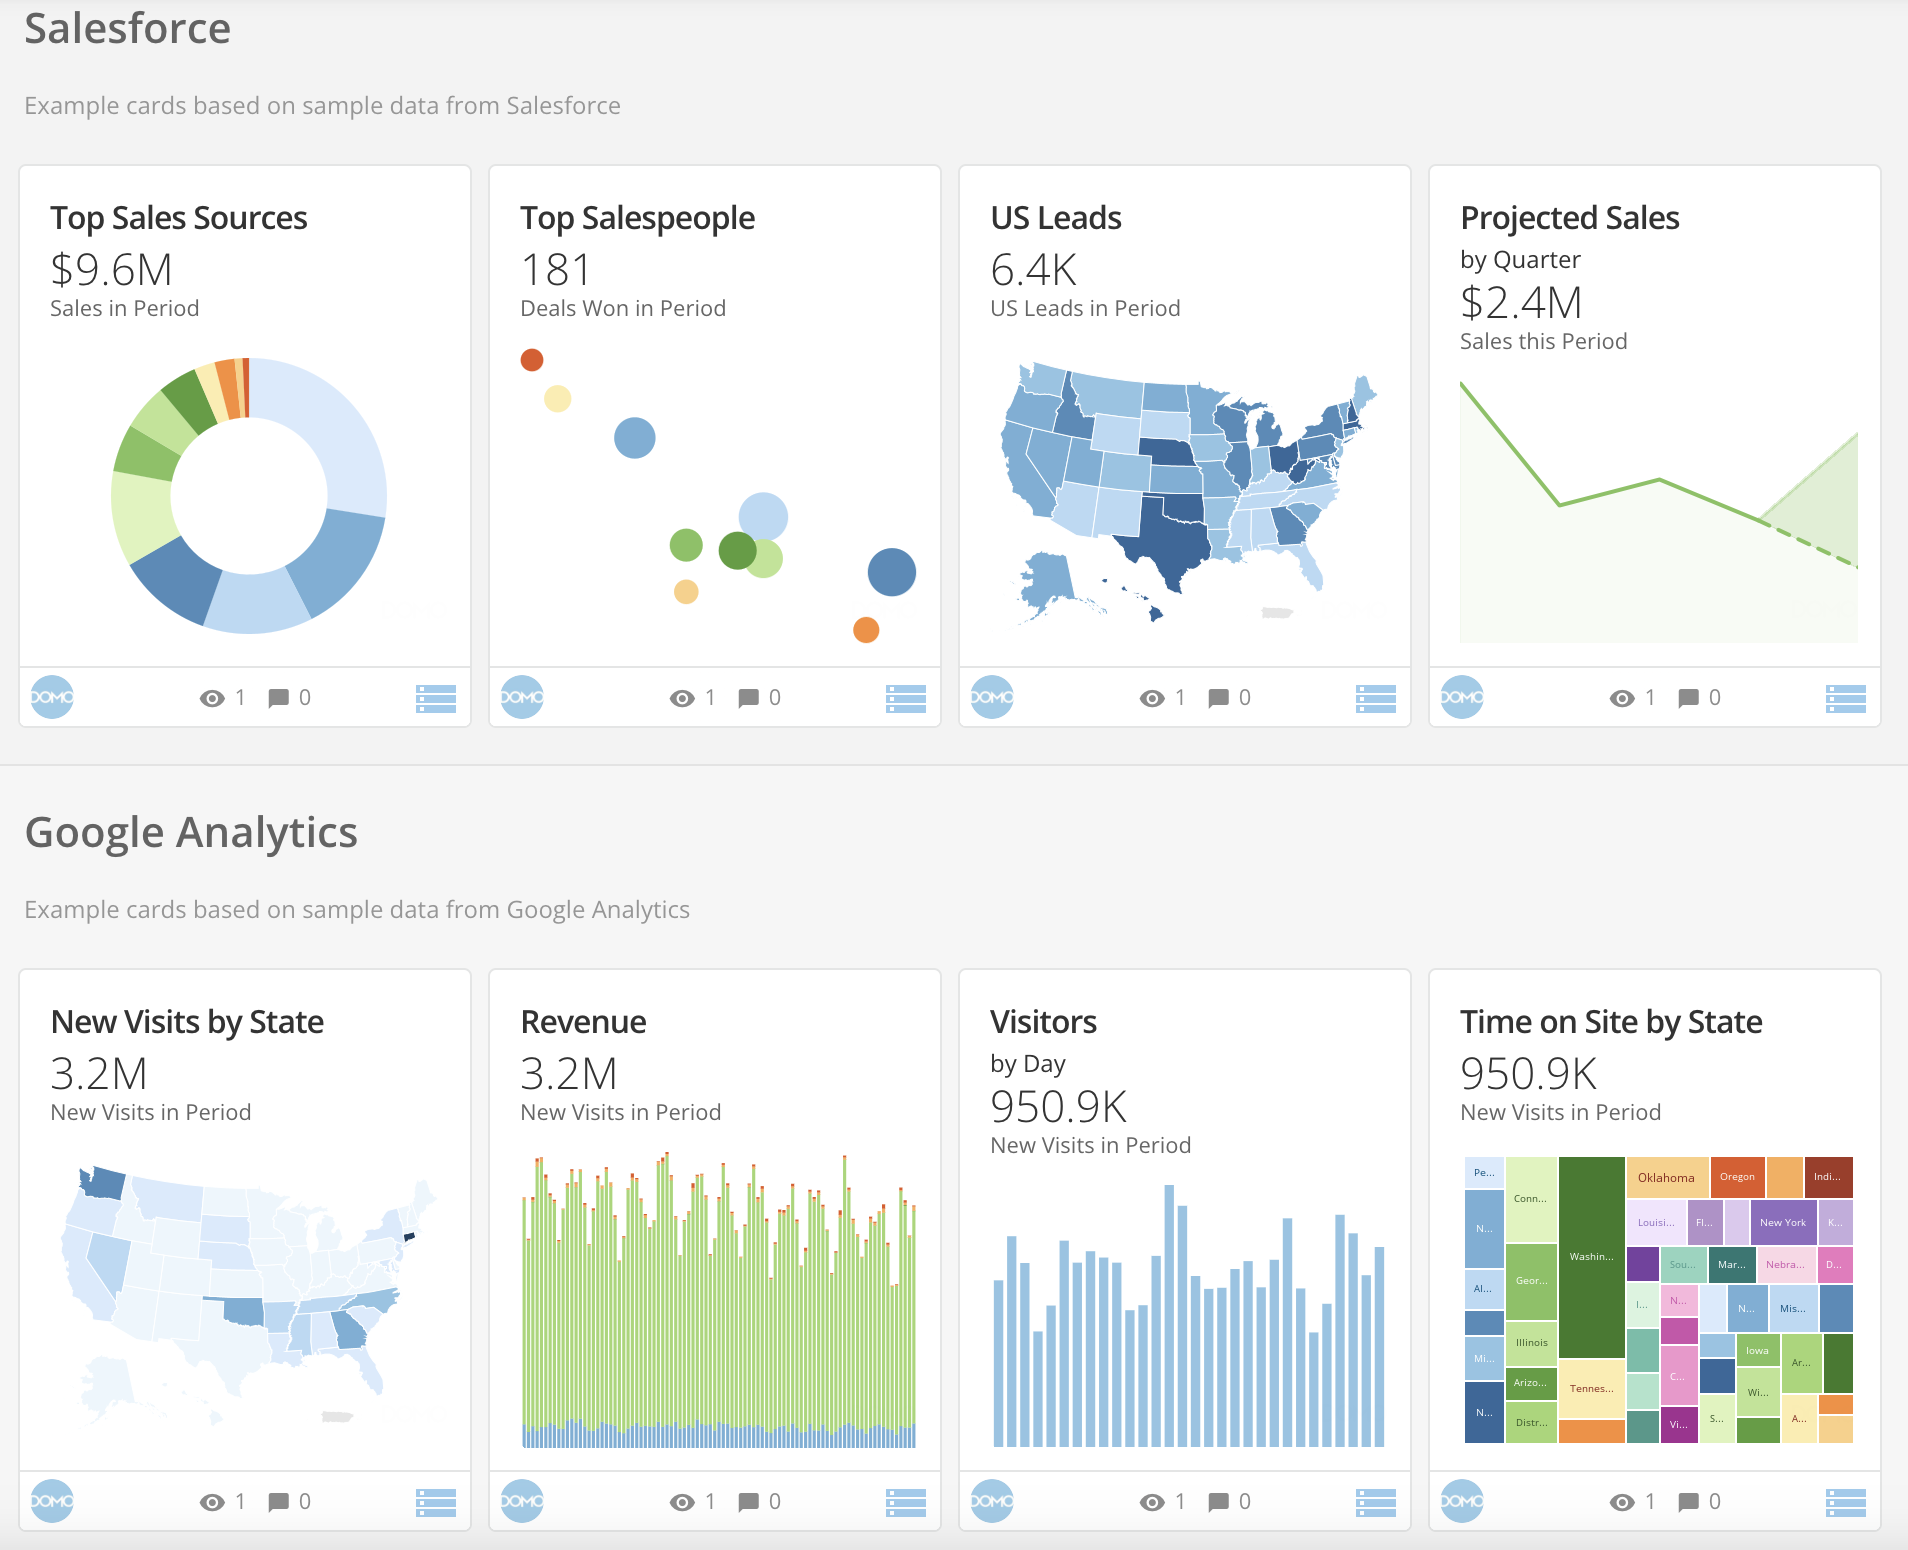 Salesforce
Example cards based on sample data from Salesforce
Top Sales Sources
$9.6M
Sales in Period
DOMO
1
0
Top Salespeople
181
Deals Won in Period
DOMO
1
0
US Leads
6.4K
US Leads in Period
DOMO
1
0
Projected Sales
by Quarter
$2.4M
Sales this Period
DOMO
1
0
Google Analytics
Example cards based on sample data from Google Analytics
New Visits by State
3.2M
New Visits in Period
DOMO
1
0
Revenue
3.2M
New Visits in Period
DOMO
1
0
Visitors
by Day
950.9K
New Visits in Period
DOMO
1
0
Time on Site by State
950.9K
New Visits in Period
Pe...
N...
Al...
Mi...
N...
Conn...
Geor...
Illinois
Arizo...
Distr...
Washin...
Tennes...
Oklahoma
Oregon
Indi...
Louisi...
Fl...
New York
K...
Sou...
Mar...
Nebra...
D...
I...
N...
N...
Mis...
C...
Iowa
Ar...
Wi...
Vi...
S...
A...
DOMO
1
0